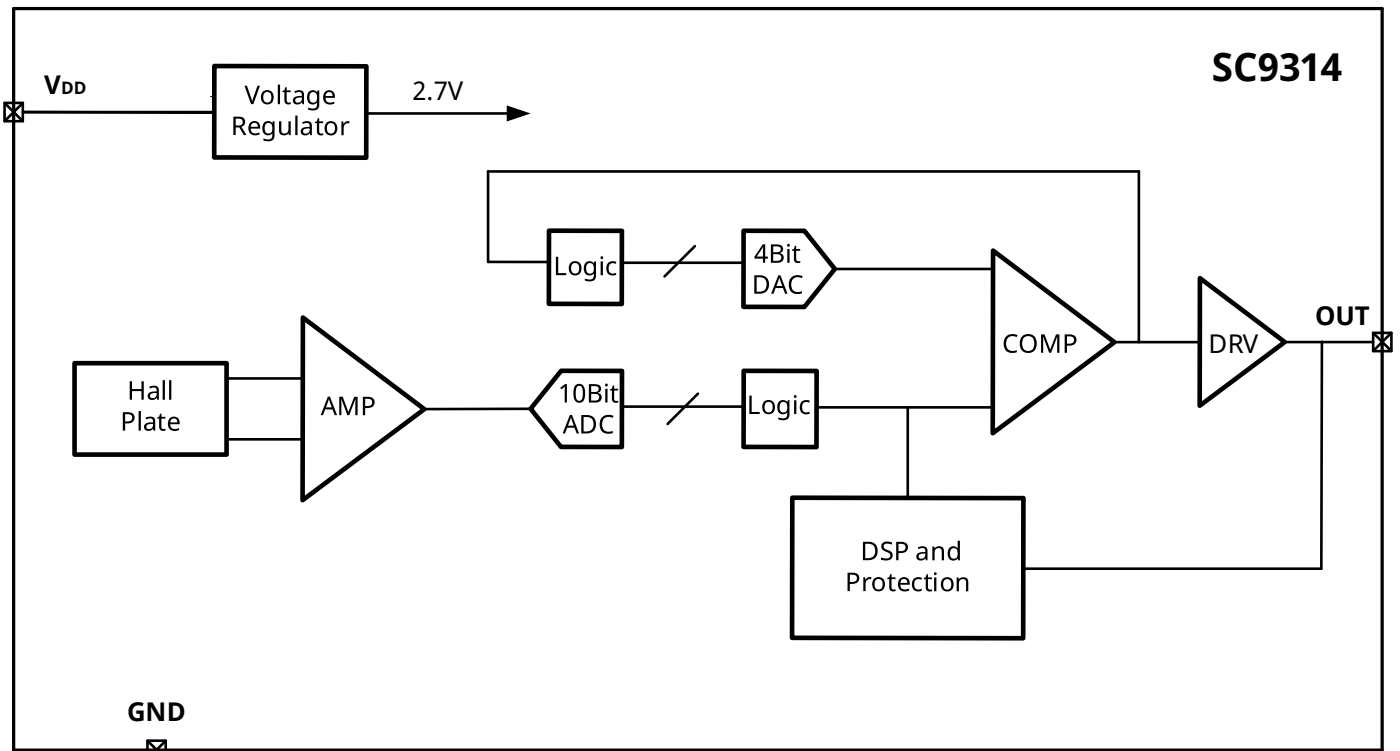 SC9314
VDD
Voltage
Regulator
2.7V
Logic
4Bit
DAC
COMP
DRV
OUT
Hall
Plate
AMP
10Bit
ADC
Logic
DSP and
Protection
GND